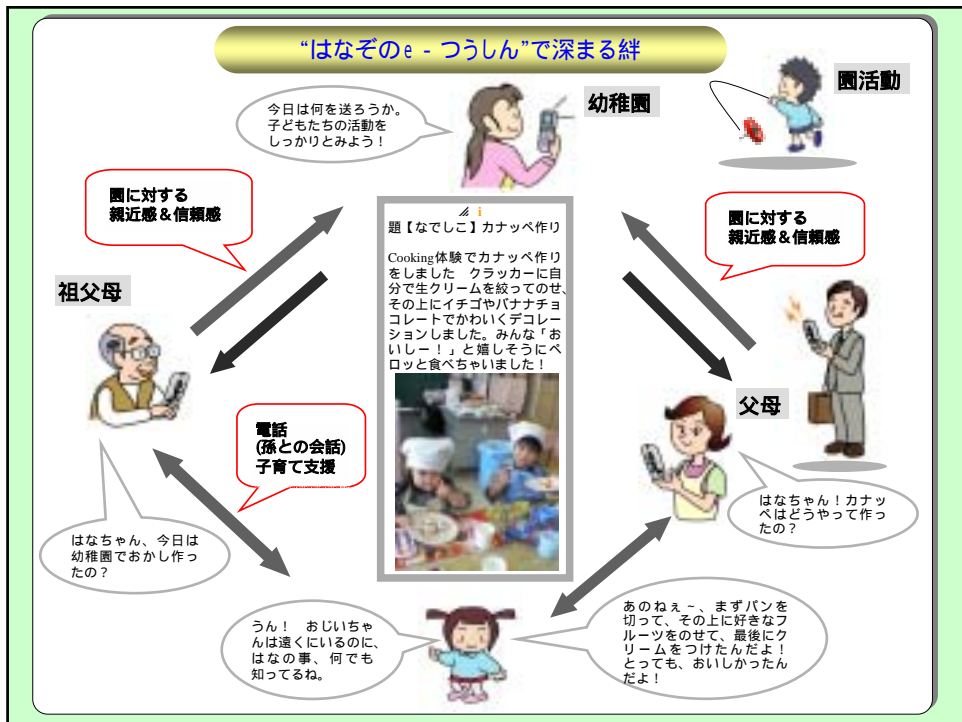 “はなぞのe - つうしん”で深まる絆
園活動
幼稚園
今日は何を送ろうか。
子どもたちの活動を
しっかりとみよう！
園に対する
親近感＆信頼感
園に対する
親近感＆信頼感
題【なでしこ】カナッペ作り
Cooking体験でカナッペ作り
をしました　クラッカーに自
分で生クリームを絞ってのせ、
その上にイチゴやバナナチョ
コレートでかわいくデコレー
ションしました。みんな「お
いしー！」と嬉しそうにペ
ロッと食べちゃいました！
祖父母
父母
電話
(孫との会話)
子育て支援
はなちゃん！カナッ
ペはどうやって作っ
たの？
はなちゃん、今日は
幼稚園でおかし作っ
たの？
うん！　おじいちゃ
んは遠くにいるのに、
はなの事、何でも
知ってるね。
あのねぇ～、まずパンを
切って、その上に好きなフ
ルーツをのせて、最後にク
リームをつけたんだよ！
とっても、おいしかったん
だよ！